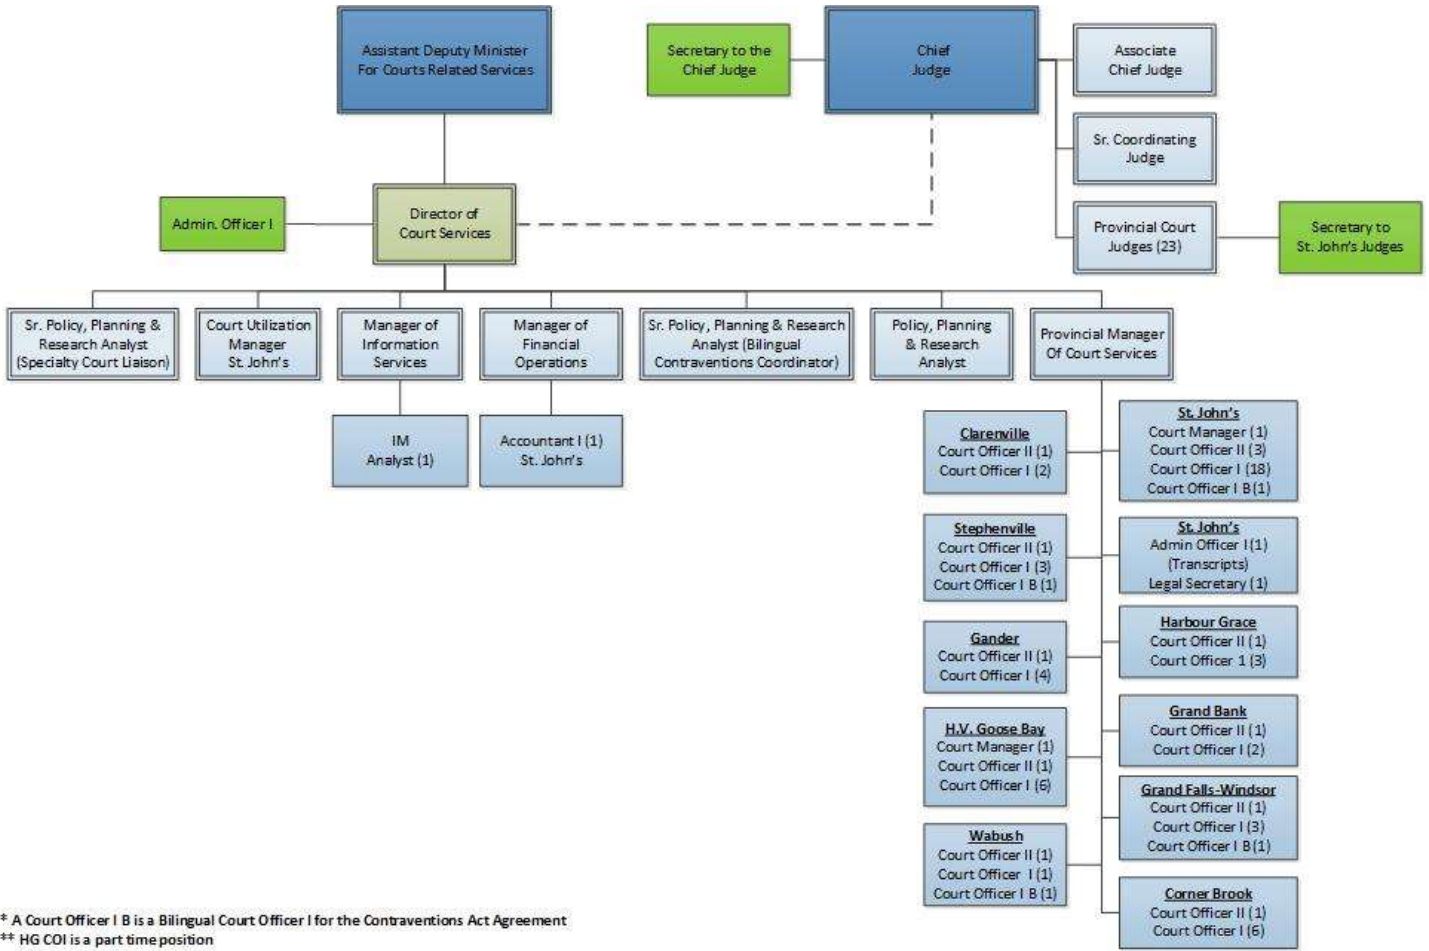 Assistant Deputy Minister
For Courts Related Services
Secretary to the
Chief Judge
Chief
Judge
Associate
Chief Judge
Sr. Coordinating
Judge
Admin. Officer I
Director of
Court Services
Provincial Court
Judges (23)
Secretary to
St. John's Judges
Sr. Policy, Planning &
Research Analyst
(Specialty Court Liaison)
Court Utilization
Manager
St. John's
Manager of
Information
Services
Manager of
Financial
Operations
Sr. Policy, Planning & Research
Analyst (Bilingual
Contraventions Coordinator)
Policy, Planning
& Research
Analyst
Provincial Manager
Of Court Services
IM
Analyst (1)
Accountant I (1)
St. John's
Clarenville
Court Officer II (1)
Court Officer I (2)
St. John's
Court Manager (1)
Court Officer II (3)
Court Officer I (18)
Court Officer I B (1)
Stephenville
Court Officer II (1)
Court Officer I (3)
Court Officer I B (1)
St. John's
Admin Officer I (1)
(Transcripts)
Legal Secretary (1)
Gander
Court Officer II (1)
Court Officer I (4)
Harbour Grace
Court Officer II (1)
Court Officer 1 (3)
H.V. Goose Bay
Court Manager (1)
Court Officer II (1)
Court Officer I (6)
Grand Bank
Court Officer II (1)
Court Officer I (2)
Grand Falls-Windsor
Court Officer II (1)
Court Officer I (3)
Court Officer I B (1)
Wabush
Court Officer II (1)
Court Officer I (1)
Court Officer I B (1)
Corner Brook
Court Officer II (1)
Court Officer I (6)
* A Court Officer I B is a Bilingual Court Officer I for the Contraventions Act Agreement
** HG COI is a part time position